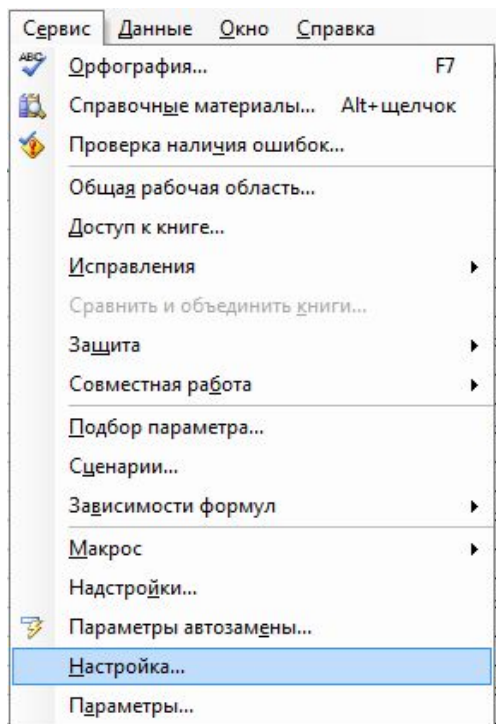 Сервис Данные Окно Справка
ABC Орфография... F7
Справочные материалы... Alt+щелчок
Проверка наличия ошибок...
Общая рабочая область...
Доступ к книге...
Исправления
Сравнить и объединить книги...
Защита
Совместная работа
Подбор параметра...
Сценарии...
Зависимости формул
Макрос
Надстройки...
Параметры автозамены...
Настройка...
Параметры...